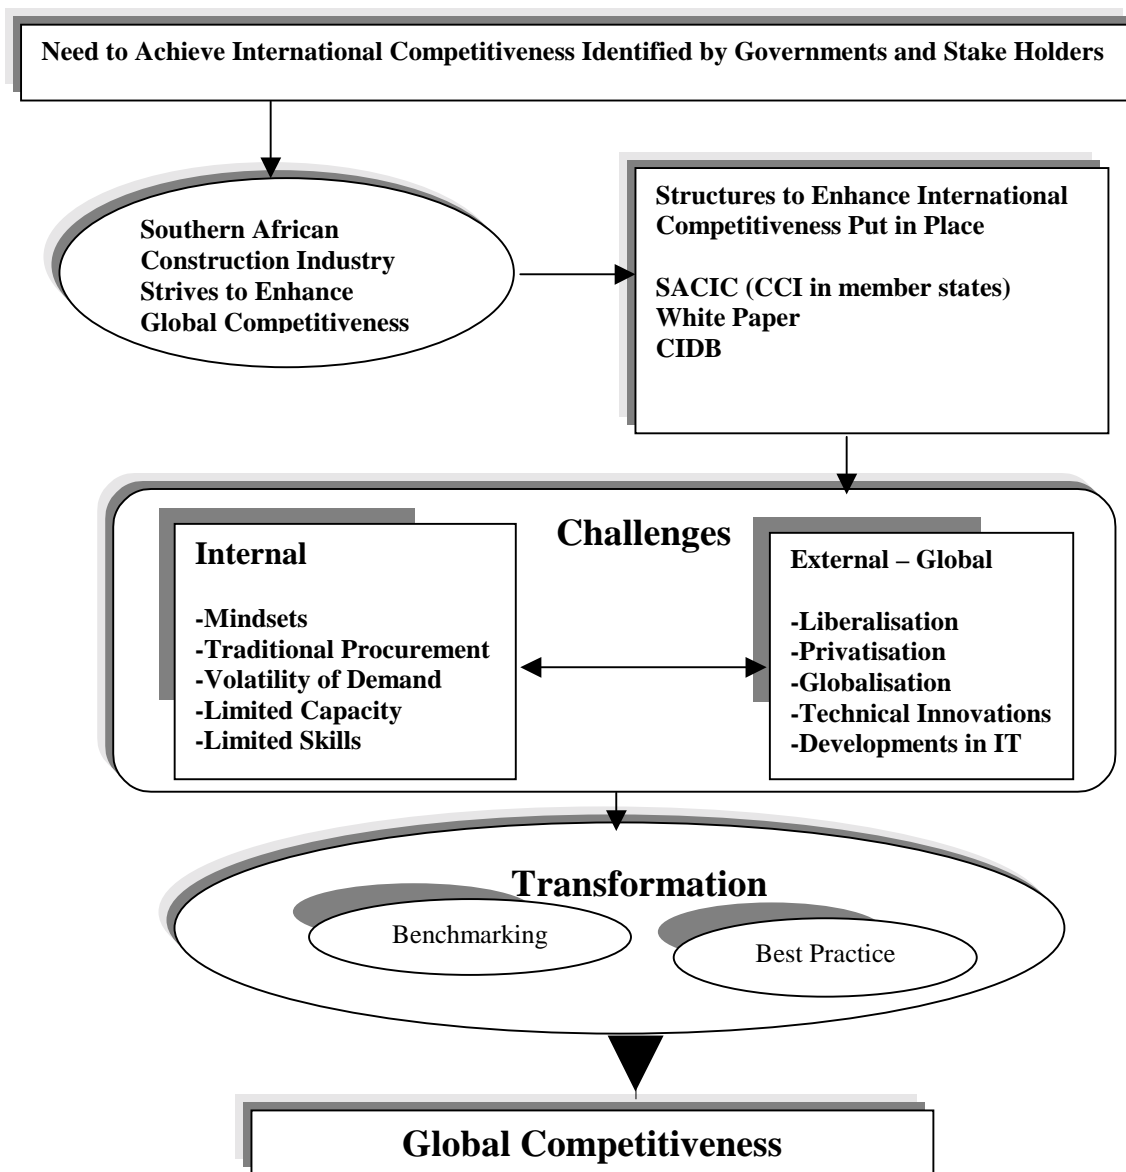 Need to Achieve International Competitiveness Identified by Governments and Stake Holders
Southern African
Construction Industry
Strives to Enhance
Global Competitiveness
Structures to Enhance International
Competitiveness Put in Place
SACIC (CCI in member states)
White Paper
CIDB
Challenges
Internal
-Mindsets
-Traditional Procurement
-Volatility of Demand
-Limited Capacity
-Limited Skills
External – Global
-Liberalisation
-Privatisation
-Globalisation
-Technical Innovations
-Developments in IT
Transformation
Benchmarking
Best Practice
Global Competitiveness